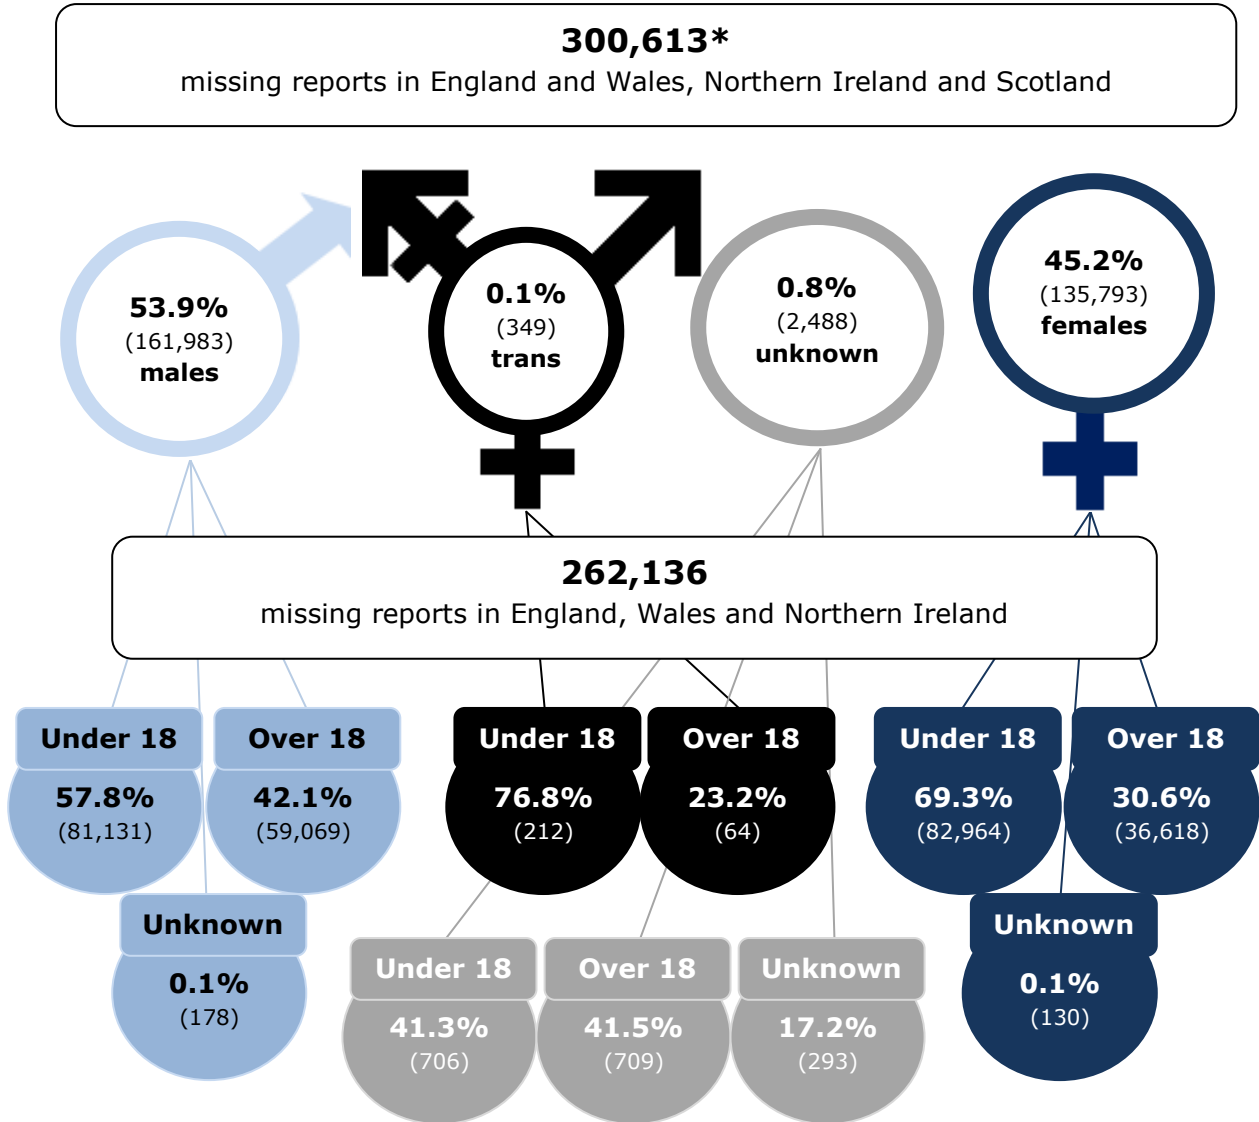 300,613*
missing reports in England and Wales, Northern Ireland and Scotland
53.9%
(161,983)
males
0.1%
(349)
trans
0.8%
(2,488)
unknown
45.2%
(135,793)
females
262,136
missing reports in England, Wales and Northern Ireland
Under 18
57.8%
(81,131)
Over 18
42.1%
(59,069)
Unknown
0.1%
(178)
Under 18
76.8%
(212)
Over 18
23.2%
(64)
Under 18
41.3%
(706)
Over 18
41.5%
(709)
Unknown
17.2%
(293)
Under 18
69.3%
(82,964)
Over 18
30.6%
(36,618)
Unknown
0.1%
(130)